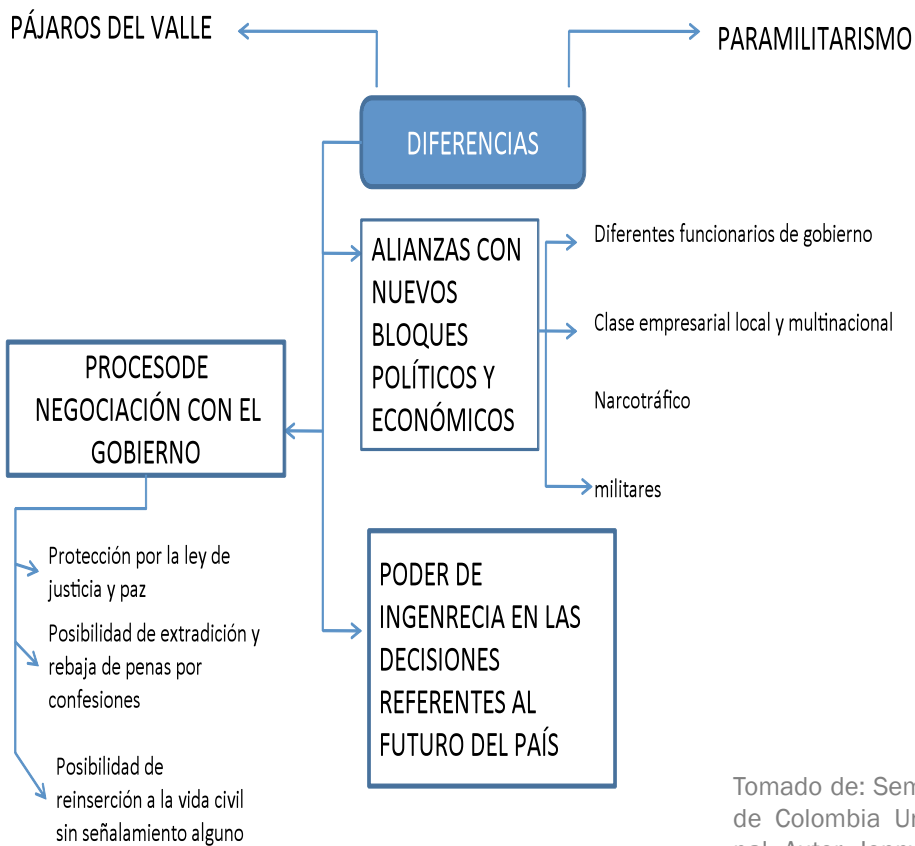 PÁJAROS DEL VALLE
PARAMILITARISMO
DIFERENCIAS
ALIANZAS CON
NUEVOS
BLOQUES
POLÍTICOS Y
ECONÓMICOS
Diferentes funcionarios de gobierno
Clase empresarial local y multinacional
Narcotráfico
militares
PROCESODE
NEGOCIACIÓN CON EL
GOBIERNO
Protección por la ley de
justicia y paz
Posibilidad de extradición y
rebaja de penas por
confesiones
Posibilidad de
reinserción a la vida civil
sin señalamiento alguno
PODER DE
INGENRECIA EN LAS
DECISIONES
REFERENTES AL
FUTURO DEL PAÍS
Tomado de: Sem
de Colombia Un